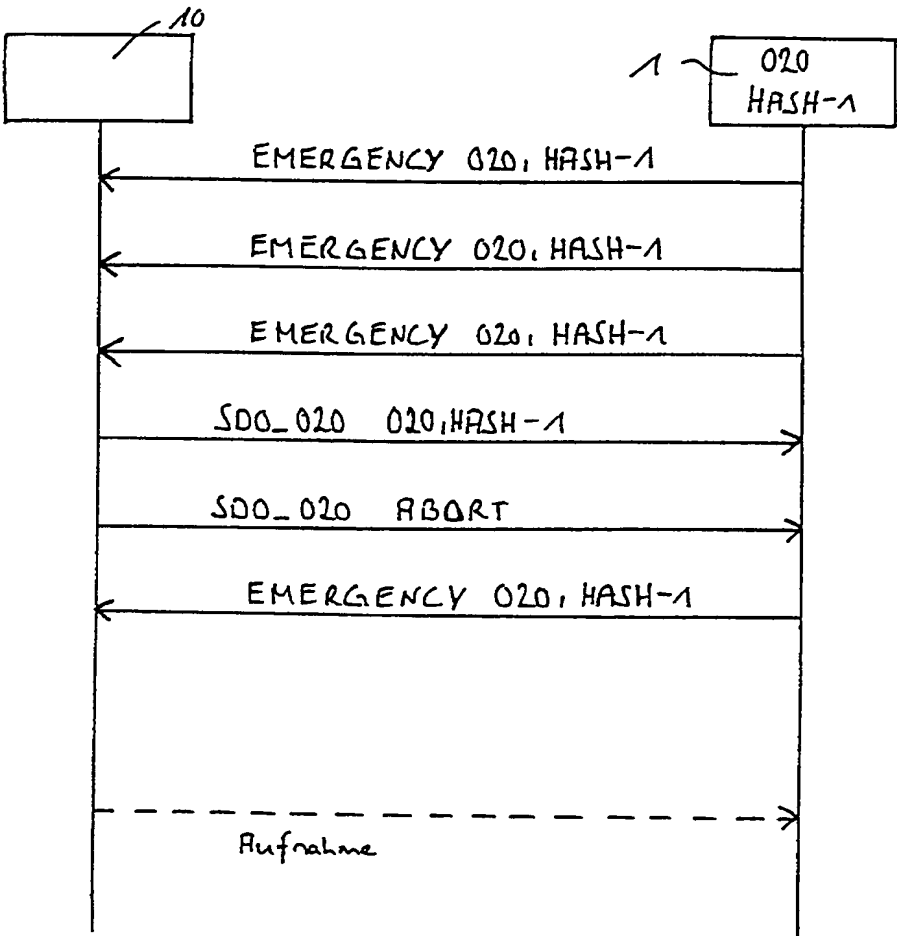 10
1
020
HASH-1
EMERGENCY 020, HASH-1
EMERGENCY 020, HASH-1
EMERGENCY 020, HASH-1
SDO_020 020,HASH-1
SDO_020 ABORT
EMERGENCY 020, HASH-1
Aufnahme